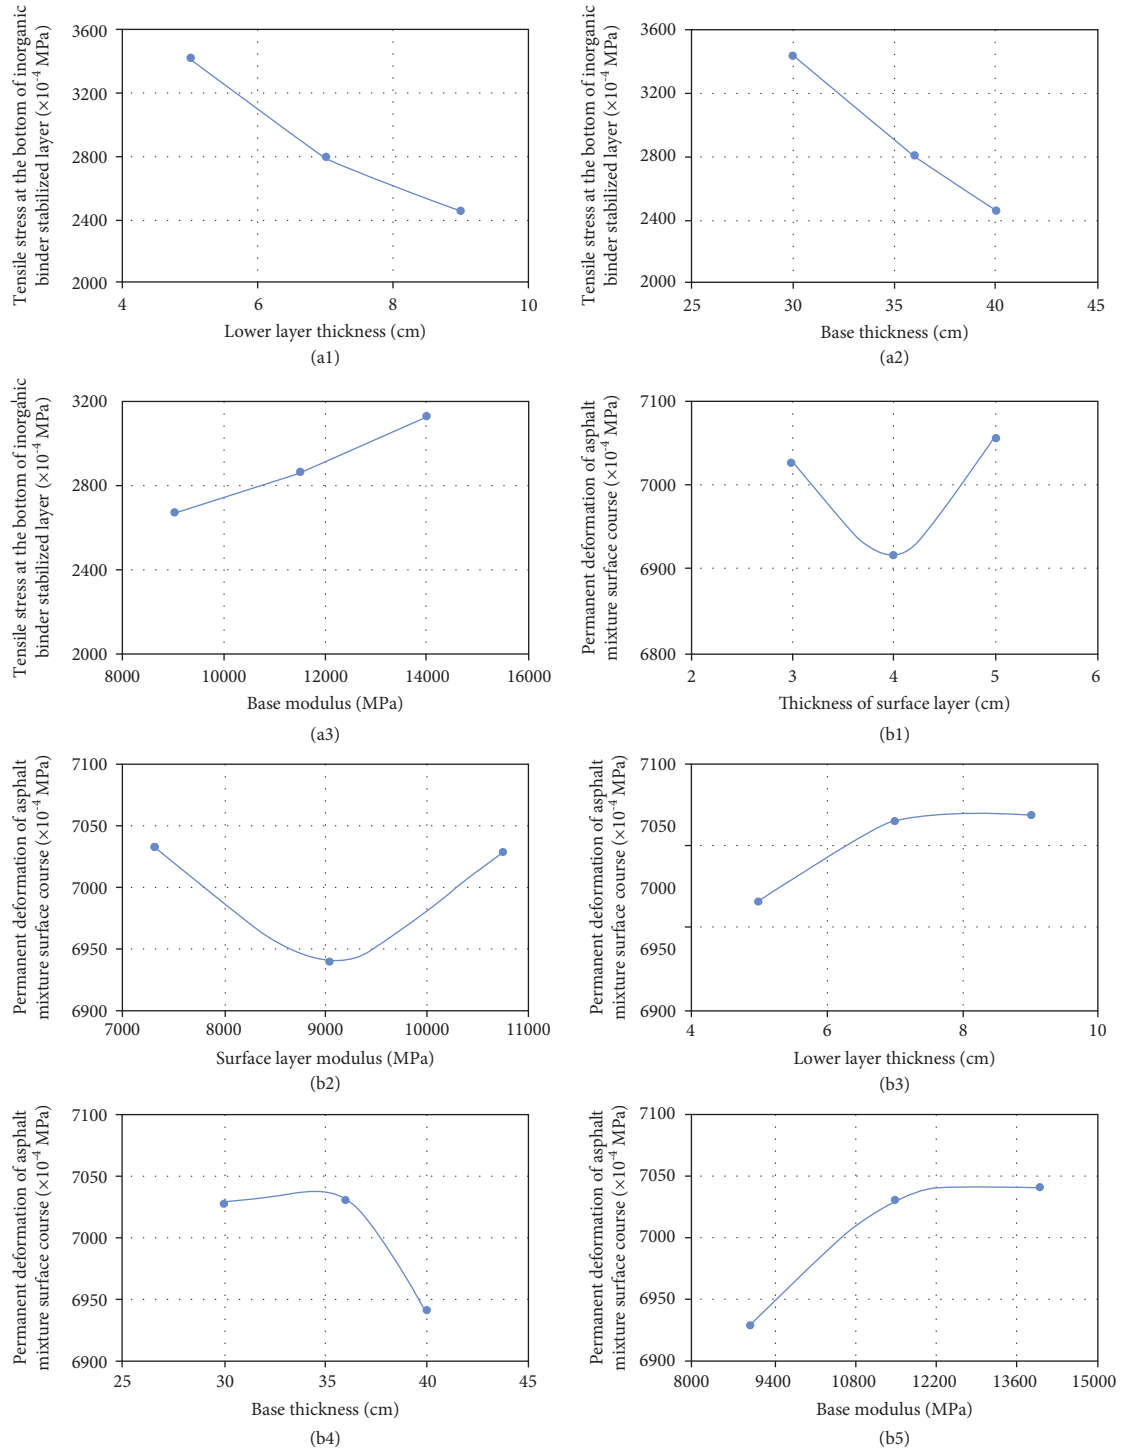 Tensile stress at the bottom of inorganic
binder stabilized layer (×10⁻⁴ MPa)
3600
3200
2800
2400
2000
4
6
8
10
Lower layer thickness (cm)
(a1)
Tensile stress at the bottom of inorganic
binder stabilized layer (×10⁻⁴ MPa)
3600
3200
2800
2400
2000
25
30
35
40
45
Base thickness (cm)
(a2)
Tensile stress at the bottom of inorganic
binder stabilized layer (×10⁻⁴ MPa)
3200
2800
2400
2000
8000
10000
12000
14000
16000
Base modulus (MPa)
(a3)
Permanent deformation of asphalt
mixture surface course (×10⁻⁴ MPa)
7100
7000
6900
6800
2
3
4
5
6
Thickness of surface layer (cm)
(b1)
Permanent deformation of asphalt
mixture surface course (×10⁻⁴ MPa)
7100
7050
7000
6950
6900
7000
8000
9000
10000
11000
Surface layer modulus (MPa)
(b2)
Permanent deformation of asphalt
mixture surface course (×10⁻⁴ MPa)
7100
7050
7000
6950
6900
4
6
8
10
Lower layer thickness (cm)
(b3)
Permanent deformation of asphalt
mixture surface course (×10⁻⁴ MPa)
7100
7050
7000
6950
6900
25
30
35
40
45
Base thickness (cm)
(b4)
Permanent deformation of asphalt
mixture surface course (×10⁻⁴ MPa)
7100
7050
7000
6950
6900
8000
9400
10800
12200
13600
15000
Base modulus (MPa)
(b5)